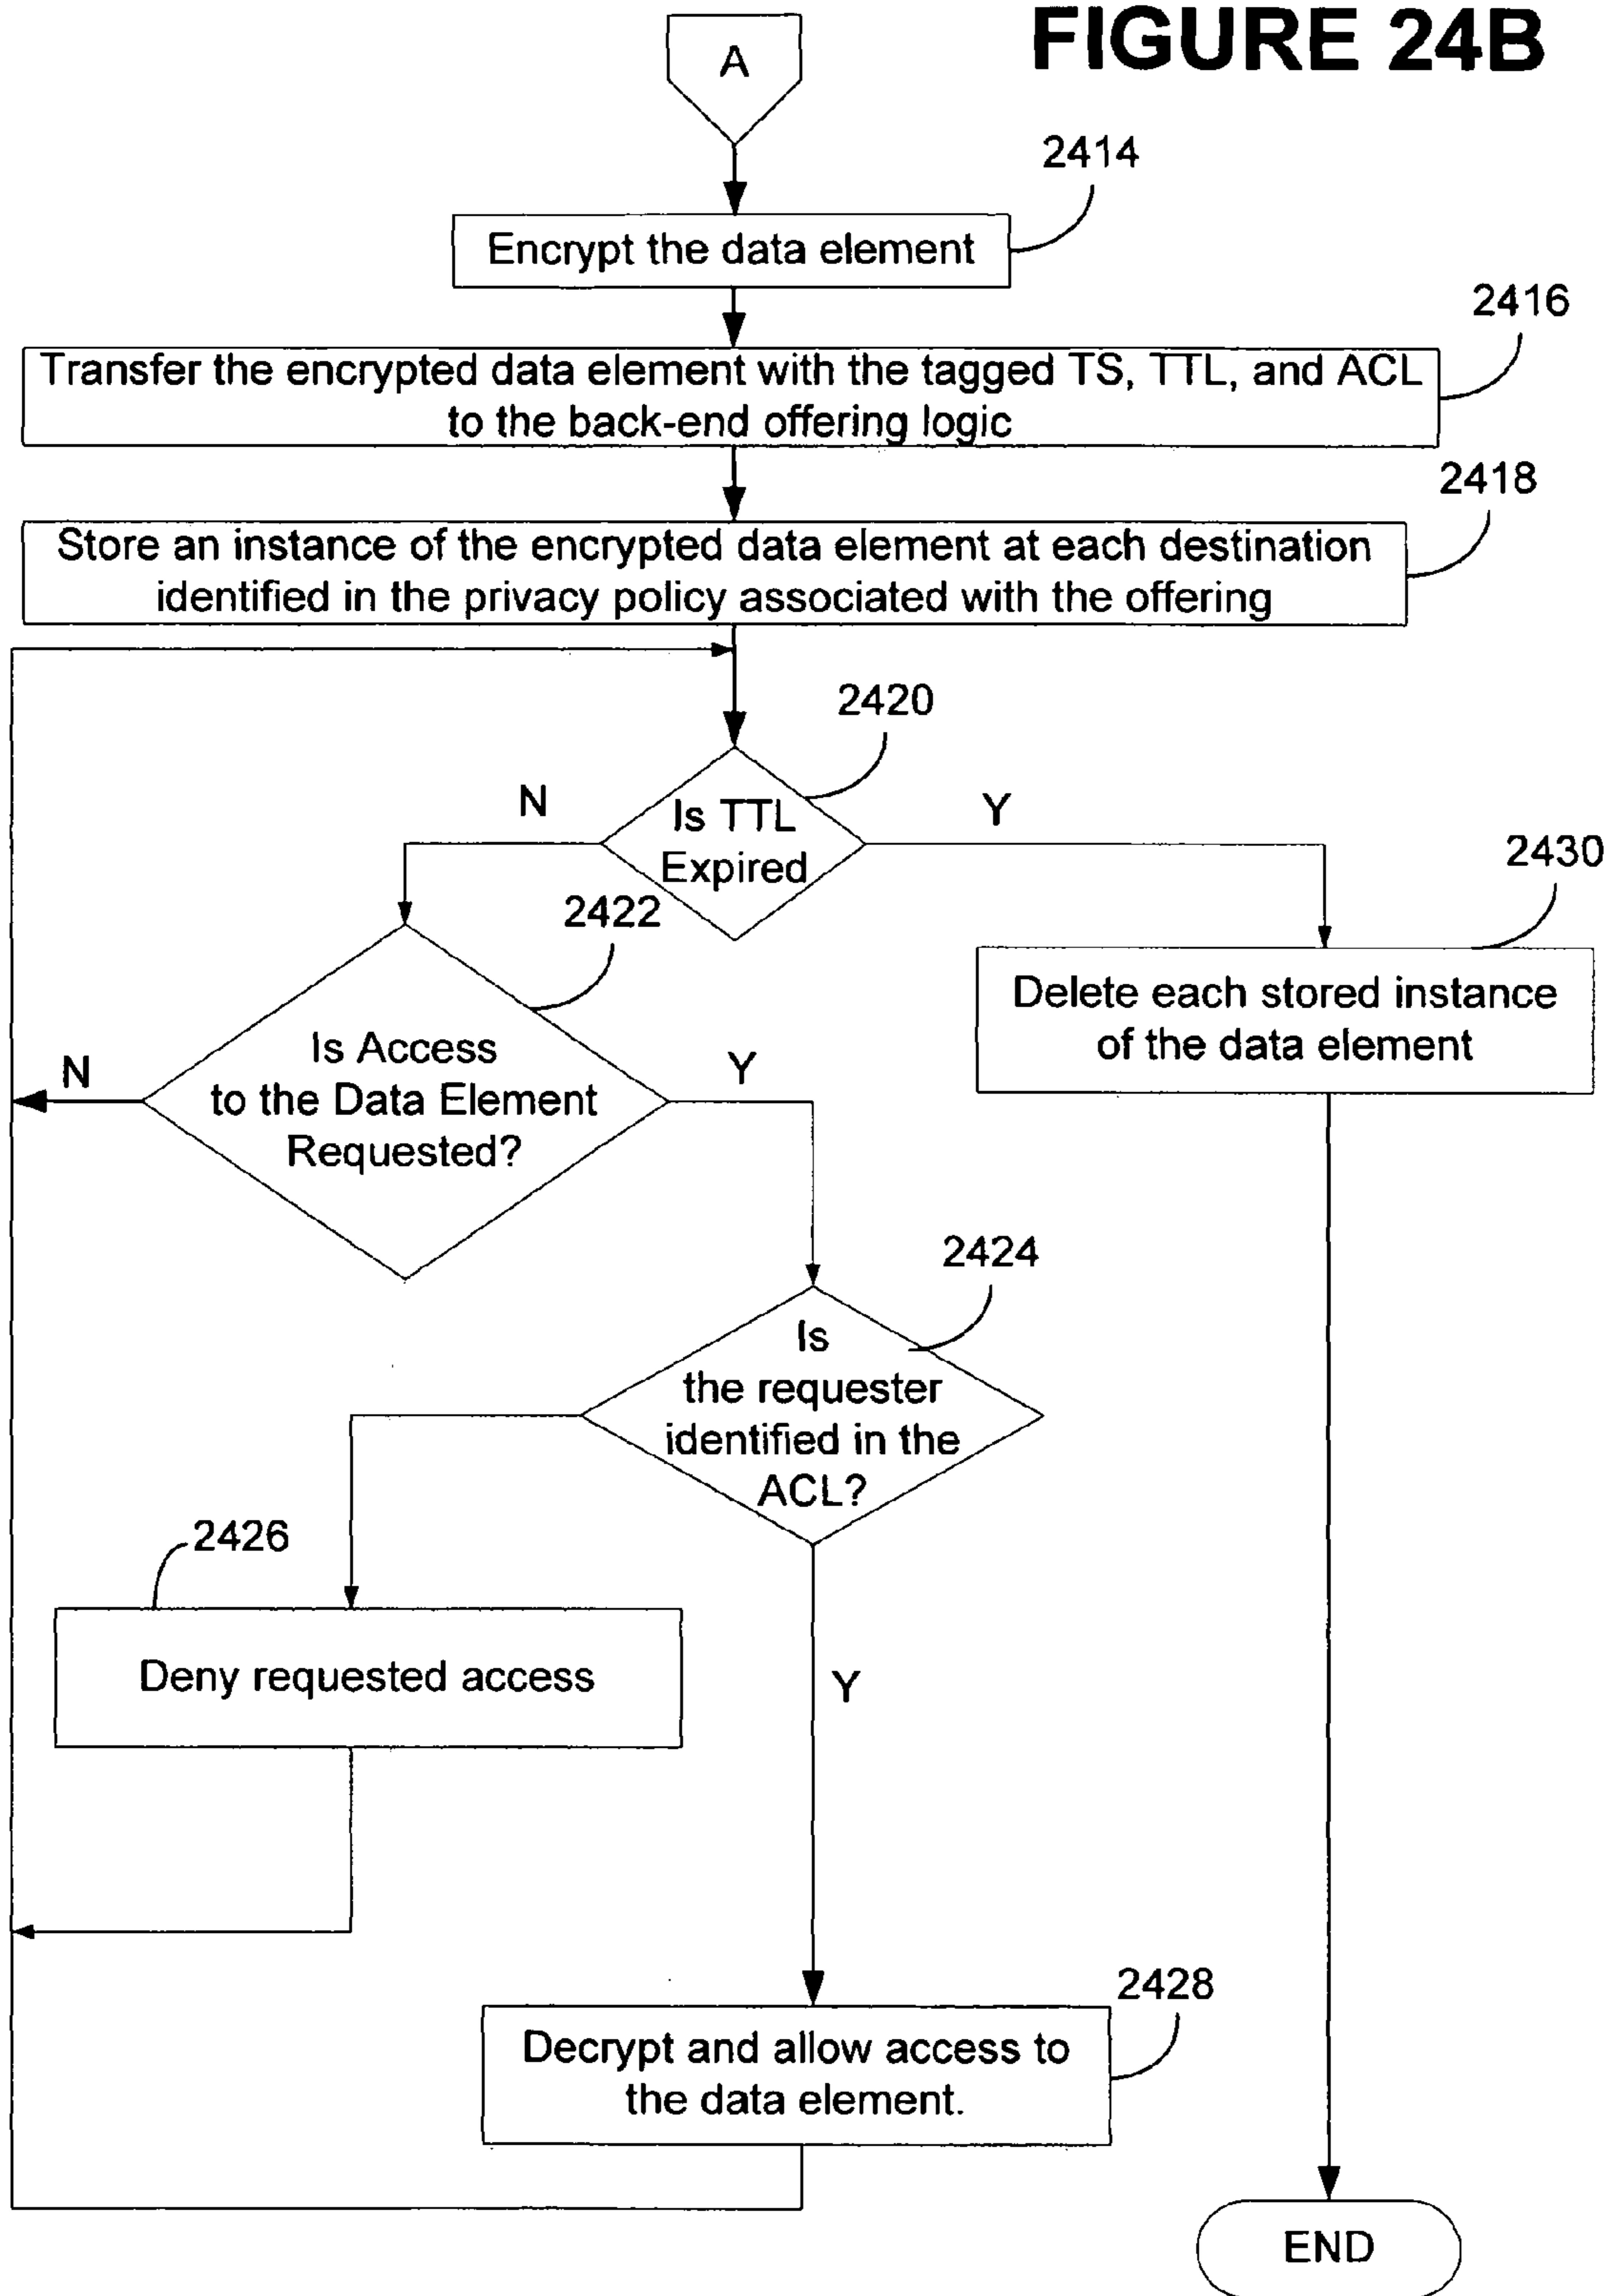 FIGURE 24B
A
2414
Encrypt the data element
2416
Transfer the encrypted data element with the tagged TS, TTL, and ACL
to the back-end offering logic
2418
Store an instance of the encrypted data element at each destination
identified in the privacy policy associated with the offering
2420
N
Is TTL
Expired
Y
2430
2422
Delete each stored instance
of the data element
Is Access
to the Data Element
Requested?
N
Y
2424
Is
the requester
identified in the
ACL?
2426
Deny requested access
Y
2428
Decrypt and allow access to
the data element.
END